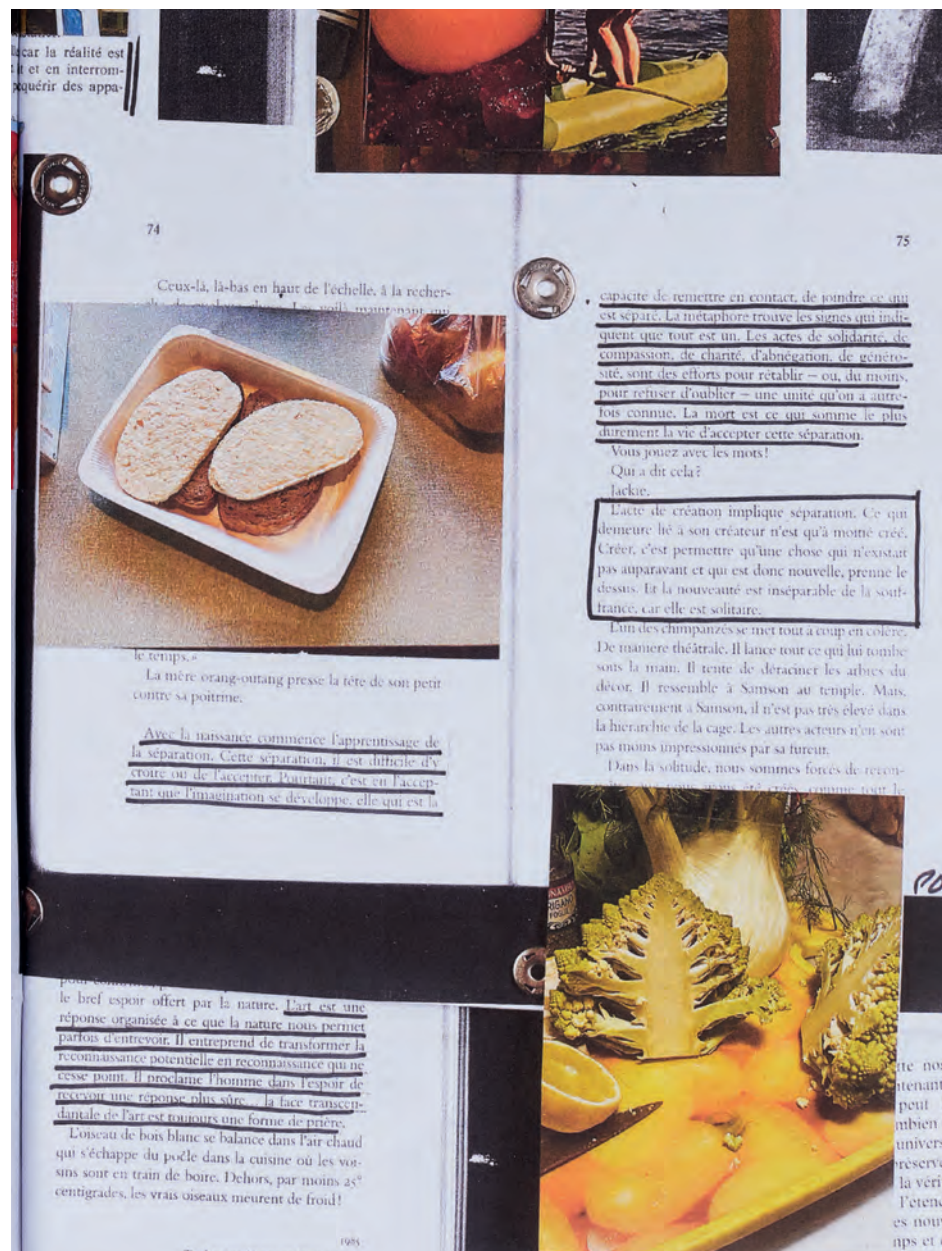 car la réalité est
et en interrom-
quérir des appa-
74
75
Ceux-là, là-bas en haut de l'échelle, à la recher-
maintenant qui
le temps. »
La mère orang-outang presse la tête de son petit
contre sa poitrine.
Avec la naissance commence l'apprentissage de
la séparation. Cette séparation, il est difficile d'y
croire ou de l'accepter. Pourtant, c'est en l'accep-
tant que l'imagination se développe, elle qui est la
capacité de remettre en contact, de joindre ce qui
est séparé. La métaphore trouve les signes qui indi-
quent que tout est un. Les actes de solidarité, de
compassion, de charité, d'abnégation, de généro-
sité, sont des efforts pour rétablir — ou, du moins,
pour refuser d'oublier — une unité qu'on a autre-
fois connue. La mort est ce qui somme le plus
durement la vie d'accepter cette séparation.
Vous jouez avec les mots!
Qui a dit cela?
Jackie.
L'acte de création implique séparation. Ce qui
demeure lié à son créateur n'est qu'à moitié créé.
Créer, c'est permettre qu'une chose qui n'existait
pas auparavant et qui est donc nouvelle, prenne le
dessus. Et la nouveauté est inséparable de la souf-
france, car elle est solitaire.
L'un des chimpanzés se met tout à coup en colère.
De manière théâtrale. Il lance tout ce qui lui tombe
sous la main. Il tente de déraciner les arbres du
décor. Il ressemble à Samson au temple. Mais,
contrairement à Samson, il n'est pas très élevé dans
la hiérarchie de la cage. Les autres acteurs n'en sont
pas moins impressionnés par sa fureur.
Dans la solitude, nous sommes forcés de recon-
été créés, comme tout le
le bref espoir offert par la nature. L'art est une
réponse organisée à ce que la nature nous permet
parfois d'entrevoir. Il entreprend de transformer la
reconnaissance potentielle en reconnaissance qui ne
cesse point. Il proclame l'homme dans l'espoir de
recevoir une réponse plus sûre... la face transcen-
dantale de l'art est toujours une forme de prière.
L'oiseau de bois blanc se balance dans l'air chaud
qui s'échappe du poêle dans la cuisine où les voi-
sins sont en train de boire. Dehors, par moins 25°
centigrades, les vrais oiseaux meurent de froid!
1985
peut
univers
la véri